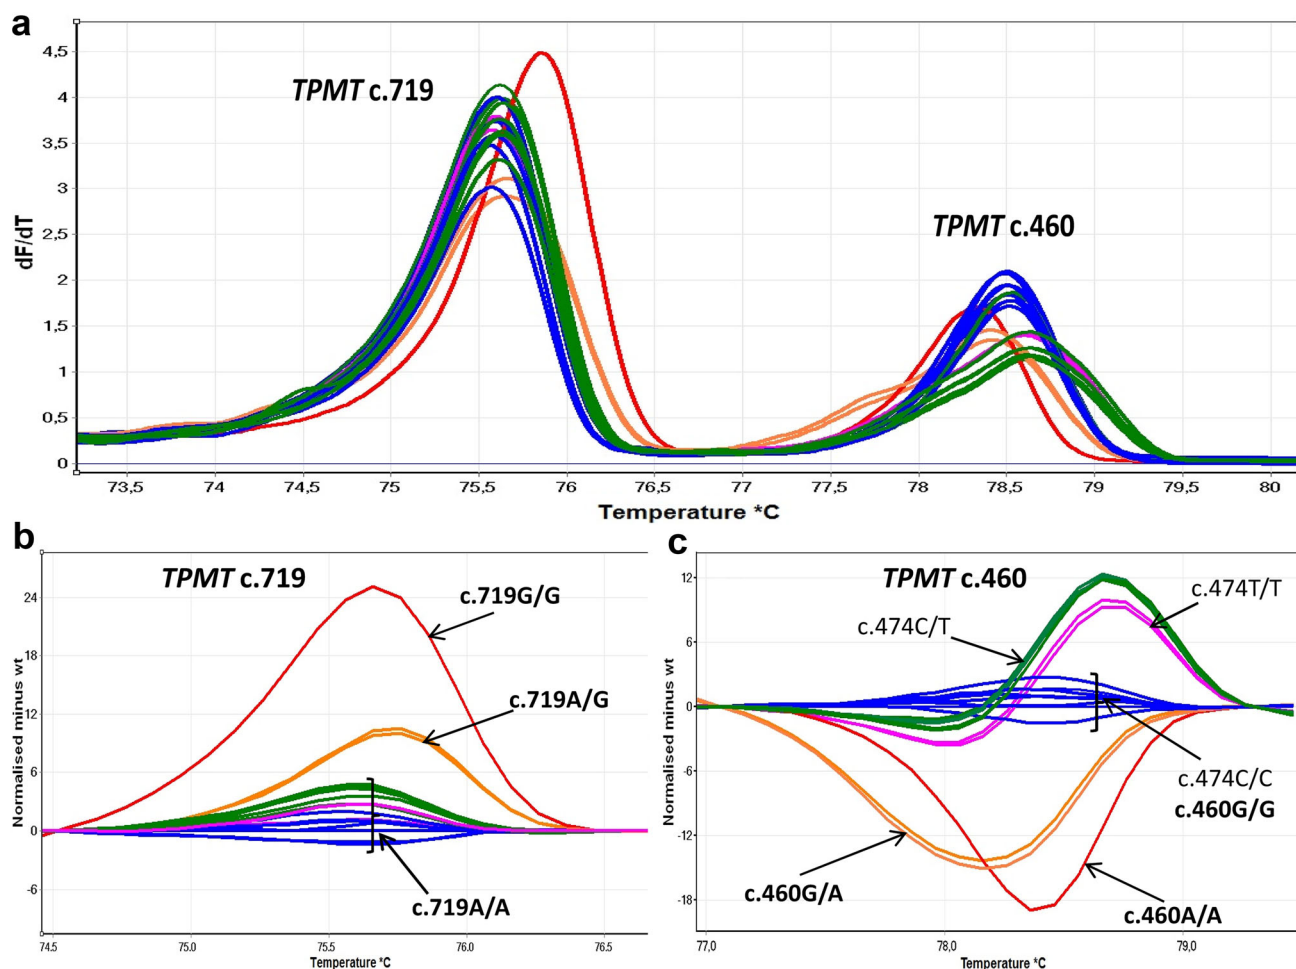 a
4,5
4
3,5
3
2,5
2
1,5
1
0,5
0
dF/dT
TPMT c.719
TPMT c.460
73,5 74 74,5 75 75,5 76 76,5 77 77,5 78 78,5 79 79,5 80
Temperature *C
b
TPMT c.719
24
18
12
6
0
-6
Normalised minus wt
c.719G/G
c.719A/G
c.719A/A
74.5 75.0 75.5 76.0 76.5
Temperature *C
c
TPMT c.460
12
6
0
-6
-12
-18
Normalised minus wt
c.474C/T
c.474T/T
c.474C/C
c.460G/G
c.460G/A
c.460A/A
77,0 78,0 79,0
Temperature *C